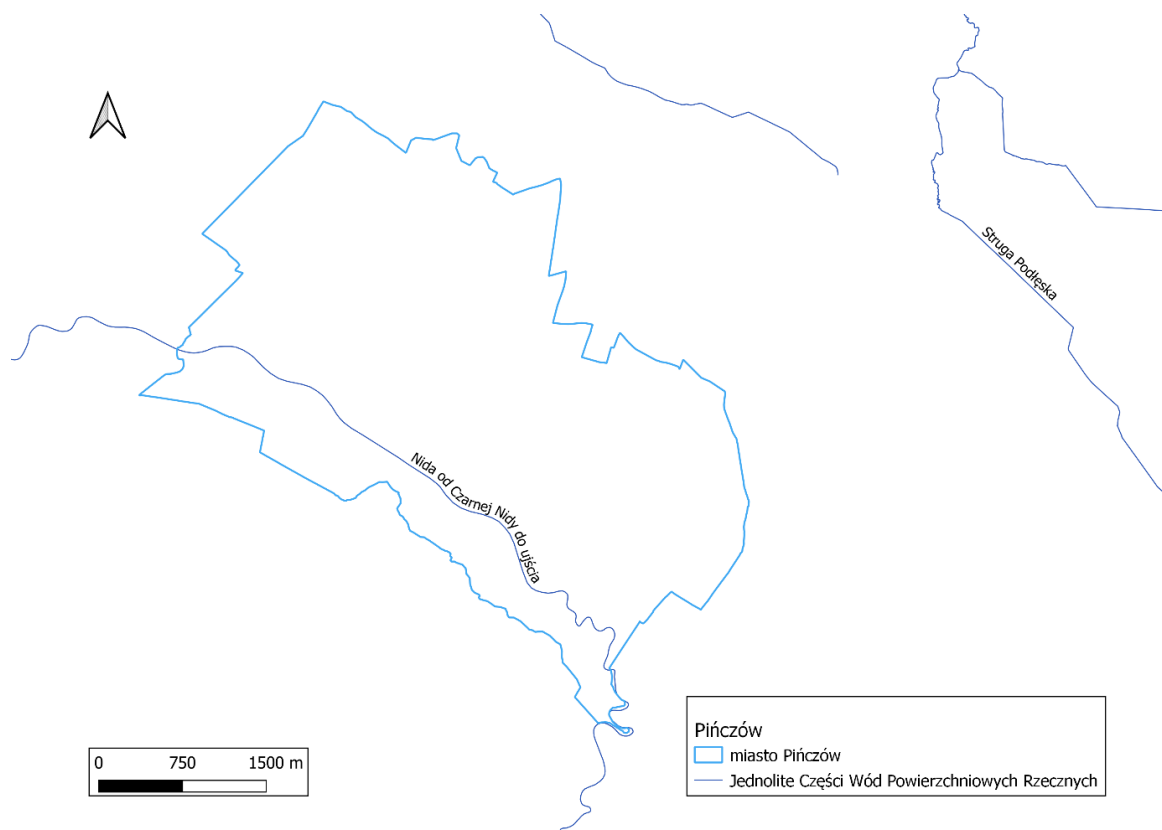 Struga Podłęska
Nida od Czarnej Nidy do ujścia
0 750 1500 m
Pińczów
miasto Pińczów
Jednolite Części Wód Powierzchniowych Rzecznych